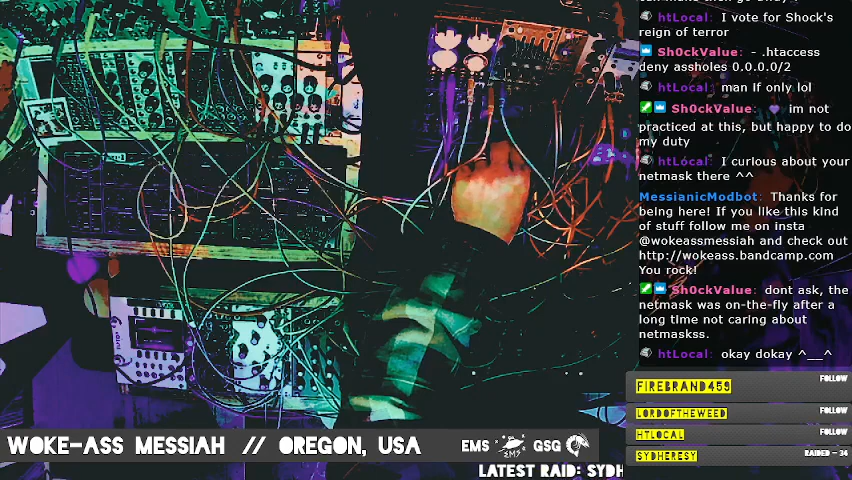 htLocal: I vote for Shock's
reign of terror
Sh0ckValue: - .htaccess
deny assholes 0.0.0.0/2
htLocal: man If only lol
Sh0ckValue: 💜 im not
practiced at this, but happy to do
my duty
htLocal: I curious about your
netmask there ^^
MessianicModbot: Thanks for
being here! If you like this kind
of stuff follow me on insta
@wokeassmessiah and check out
http://wokeass.bandcamp.com
You rock!
Sh0ckValue: dont ask, the
netmask was on-the-fly after a
long time not caring about
netmaskss.
htLocal: okay dokay ^__^
FIREBRAND459 FOLLOW
LORDOFTHEWEED FOLLOW
HTLOCAL FOLLOW
SYDHERESY RAIDED - 34
WOKE-ASS MESSIAH // OREGON, USA EMS EMS GSG
LATEST RAID: SYDH